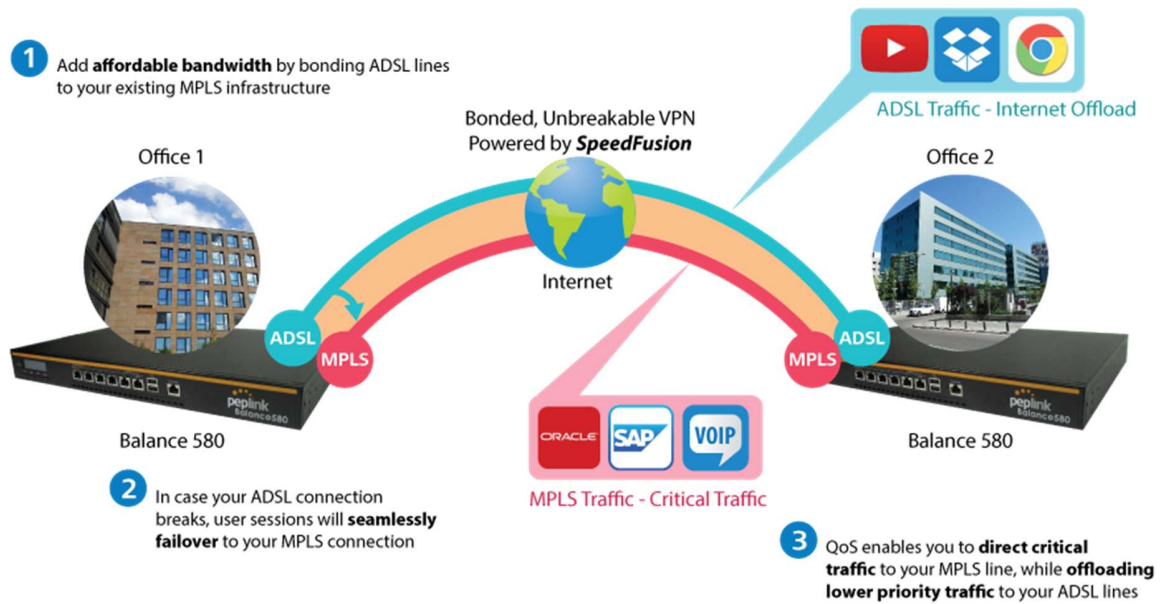 1
Add affordable bandwidth by bonding ADSL lines
to your existing MPLS infrastructure
ADSL Traffic - Internet Offload
Bonded, Unbreakable VPN
Powered by SpeedFusion
Office 1
Office 2
Internet
ADSL
MPLS
MPLS
ADSL
peplink
Balance580
peplink
Balance580
Balance 580
Balance 580
ORACLE
SAP
VOIP
MPLS Traffic - Critical Traffic
2
In case your ADSL connection
breaks, user sessions will seamlessly
failover to your MPLS connection
3
QoS enables you to direct critical
traffic to your MPLS line, while offloading
lower priority traffic to your ADSL lines